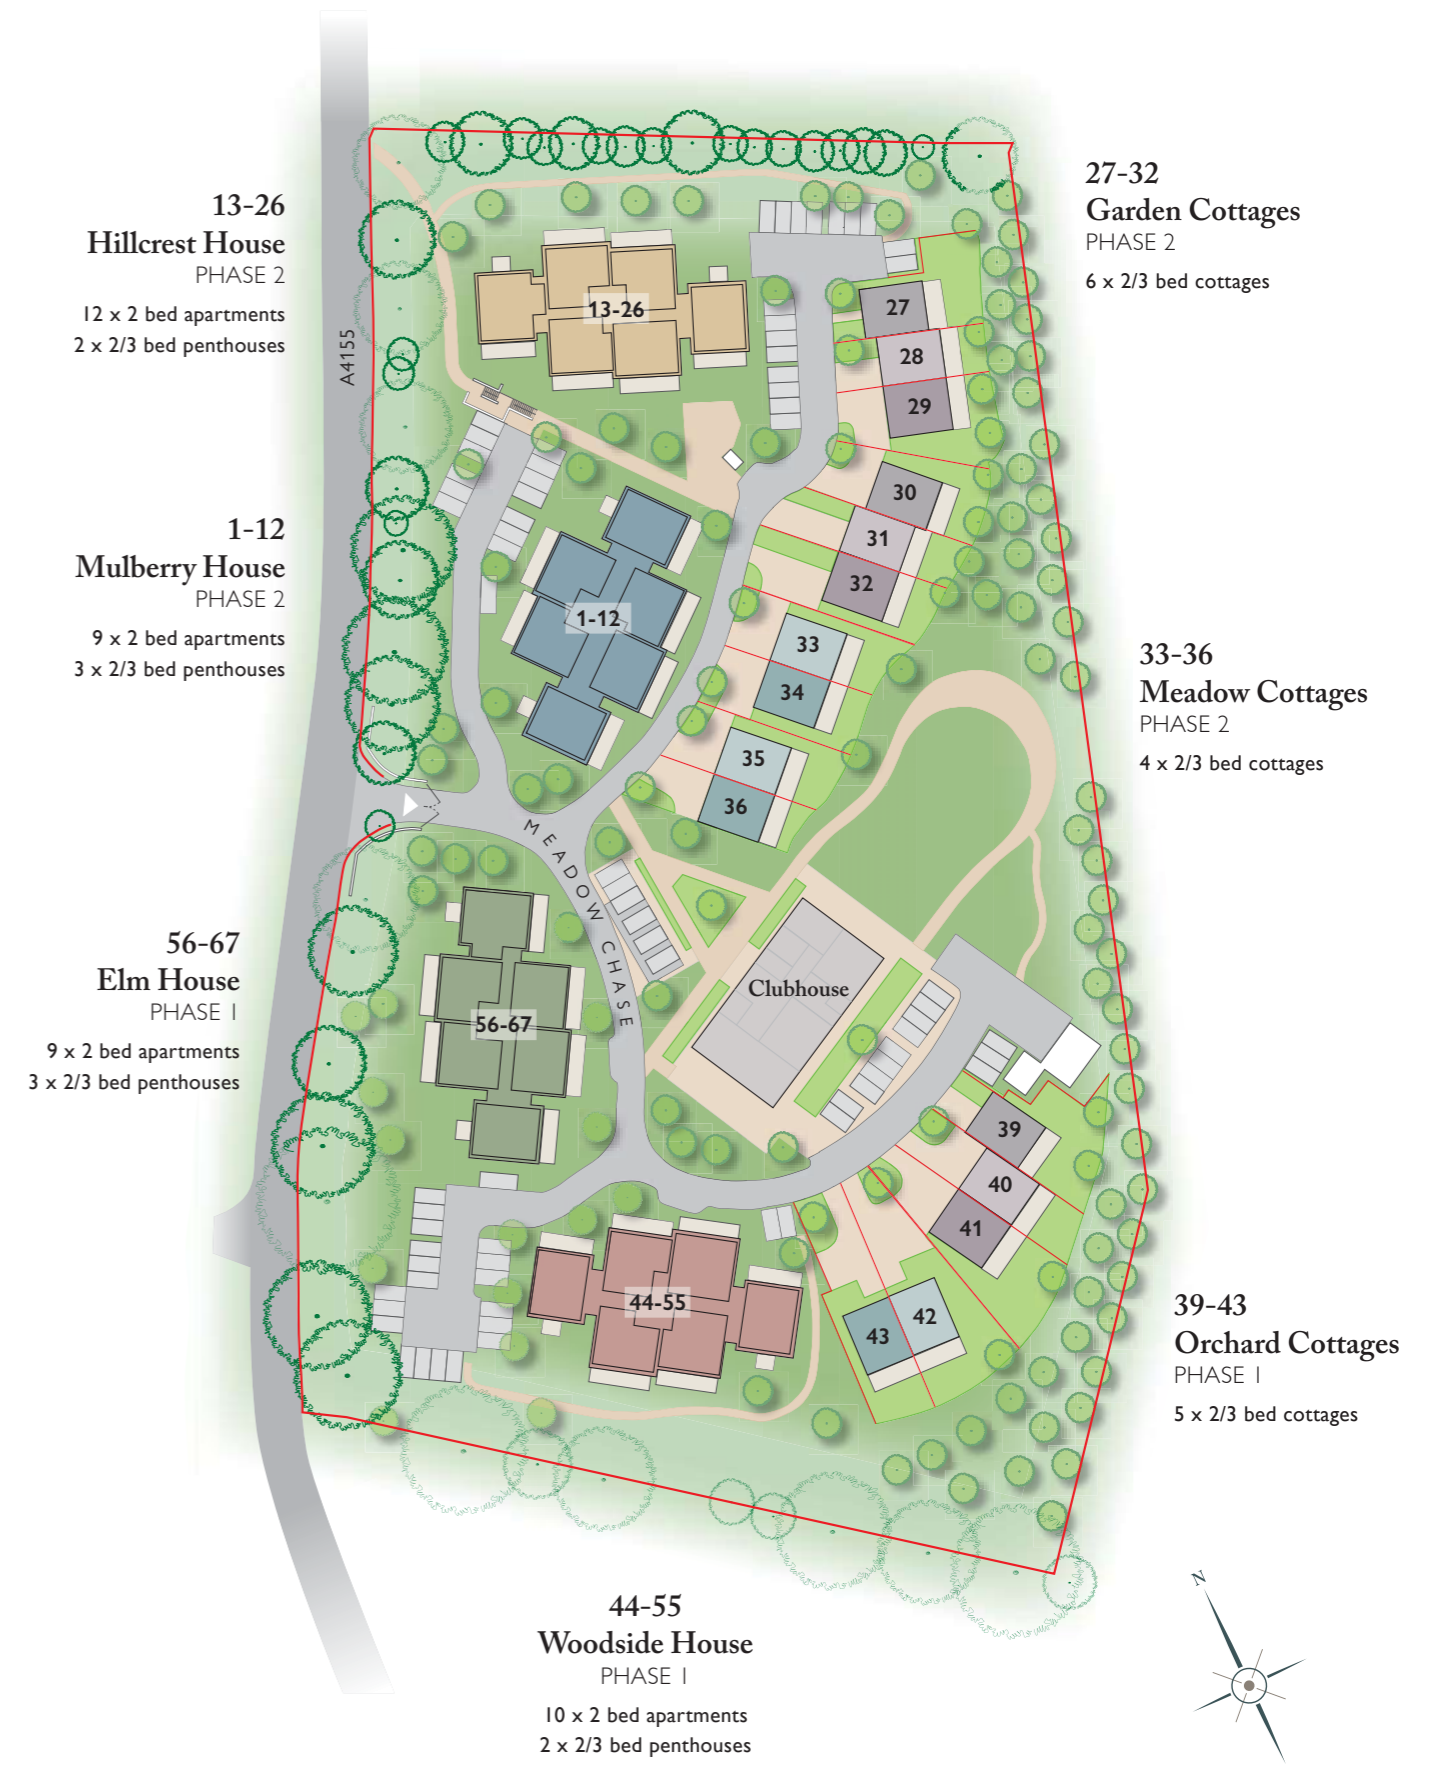 13-26
Hillcrest House
PHASE 2
12 x 2 bed apartments
2 x 2/3 bed penthouses
1-12
Mulberry House
PHASE 2
9 x 2 bed apartments
3 x 2/3 bed penthouses
56-67
Elm House
PHASE 1
9 x 2 bed apartments
3 x 2/3 bed penthouses
27-32
Garden Cottages
PHASE 2
6 x 2/3 bed cottages
33-36
Meadow Cottages
PHASE 2
4 x 2/3 bed cottages
39-43
Orchard Cottages
PHASE 1
5 x 2/3 bed cottages
44-55
Woodside House
PHASE 1
10 x 2 bed apartments
2 x 2/3 bed penthouses
A4155
13-26
27
28
29
30
31
32
1-12
33
34
35
36
MEADOW CHASE
Clubhouse
56-67
39
40
41
42
43
44-55
N